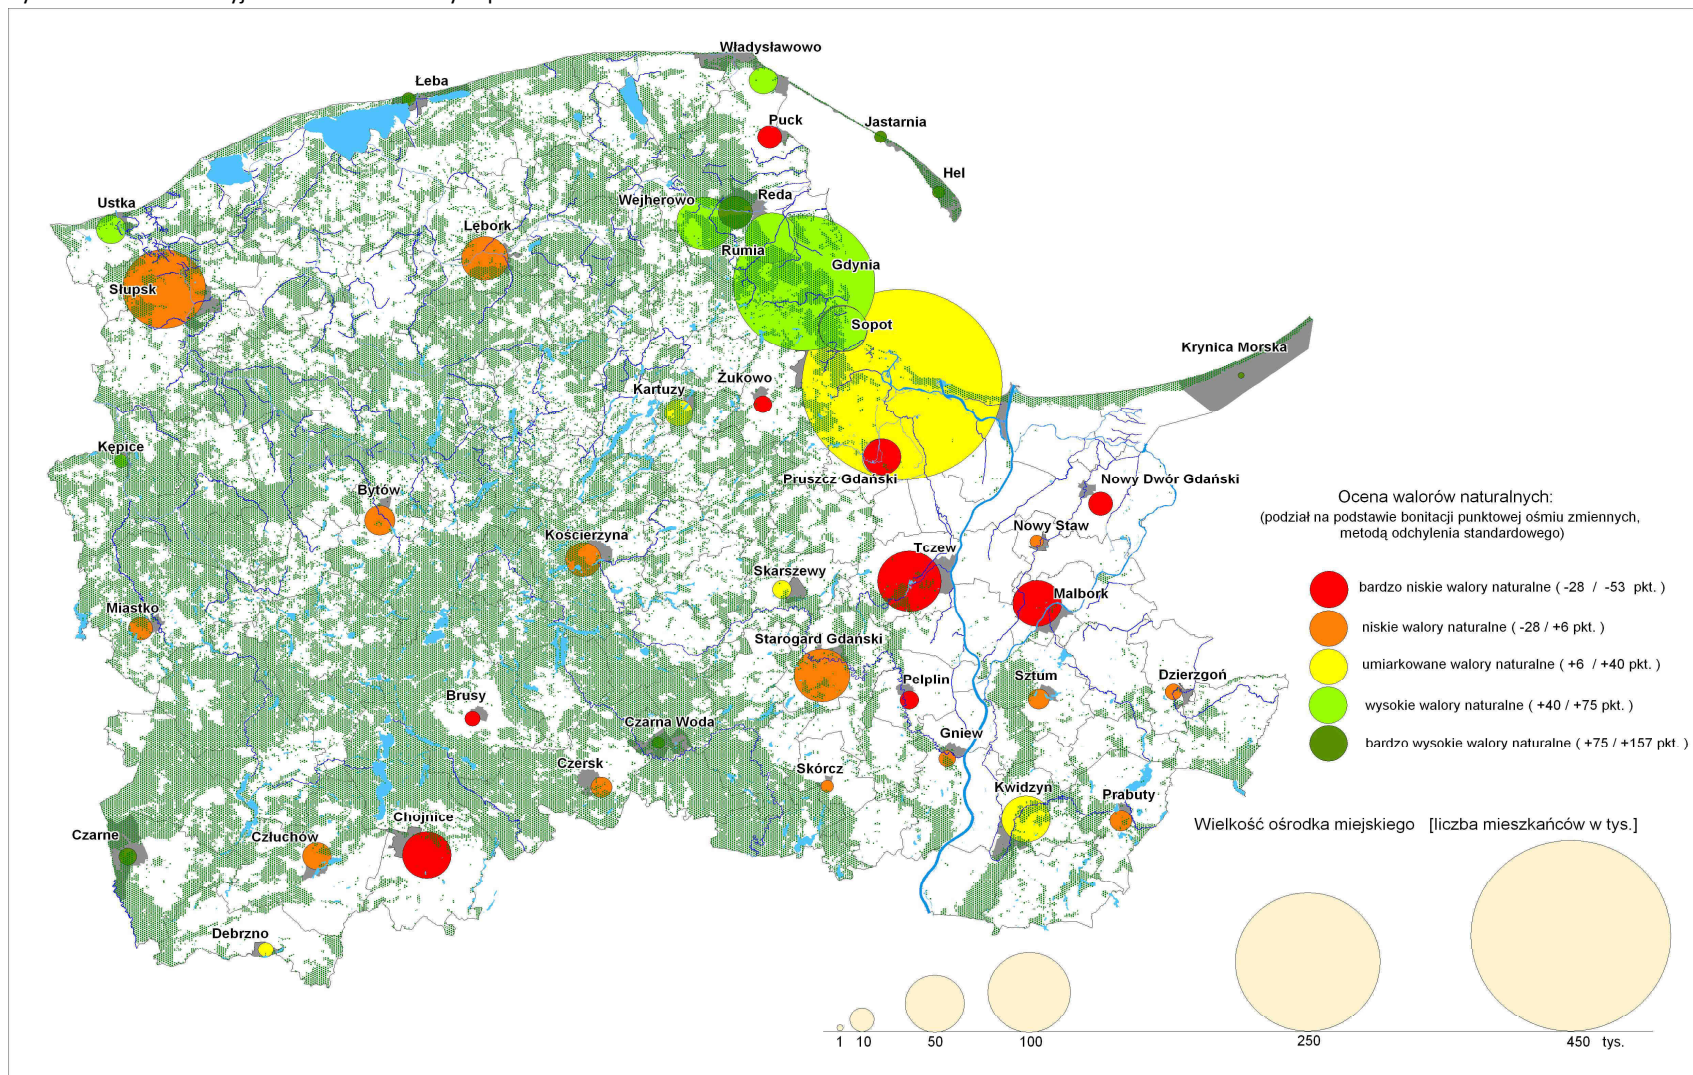 Władysławowo
Łeba
Puck
Jastarnia
Hel
Ustka
Wejherowo
Reda
Lębork
Rumia
Gdynia
Słupsk
Sopot
Krynica Morska
Kartuzy
Żukowo
Kępice
Pruszcz Gdański
Nowy Dwór Gdański
Bytów
Nowy Staw
Kościerzyna
Tczew
Skarszewy
Malbork
Miastko
Starogard Gdański
Pelplin
Sztum
Dzierzgoń
Brusy
Czarna Woda
Gniew
Czersk
Skórcz
Kwidzyń
Prabuty
Czarne
Człuchów
Chojnice
Debrzno
Ocena walorów naturalnych:
(podział na podstawie bonitacji punktowej ośmiu zmiennych,
metodą odchylenia standardowego)
bardzo niskie walory naturalne ( -28 / -53 pkt. )
niskie walory naturalne ( -28 / +6 pkt. )
umiarkowane walory naturalne ( +6 / +40 pkt. )
wysokie walory naturalne ( +40 / +75 pkt. )
bardzo wysokie walory naturalne ( +75 / +157 pkt. )
Wielkość ośrodka miejskiego [liczba mieszkańców w tys.]
1 10 50 100 250 450 tys.